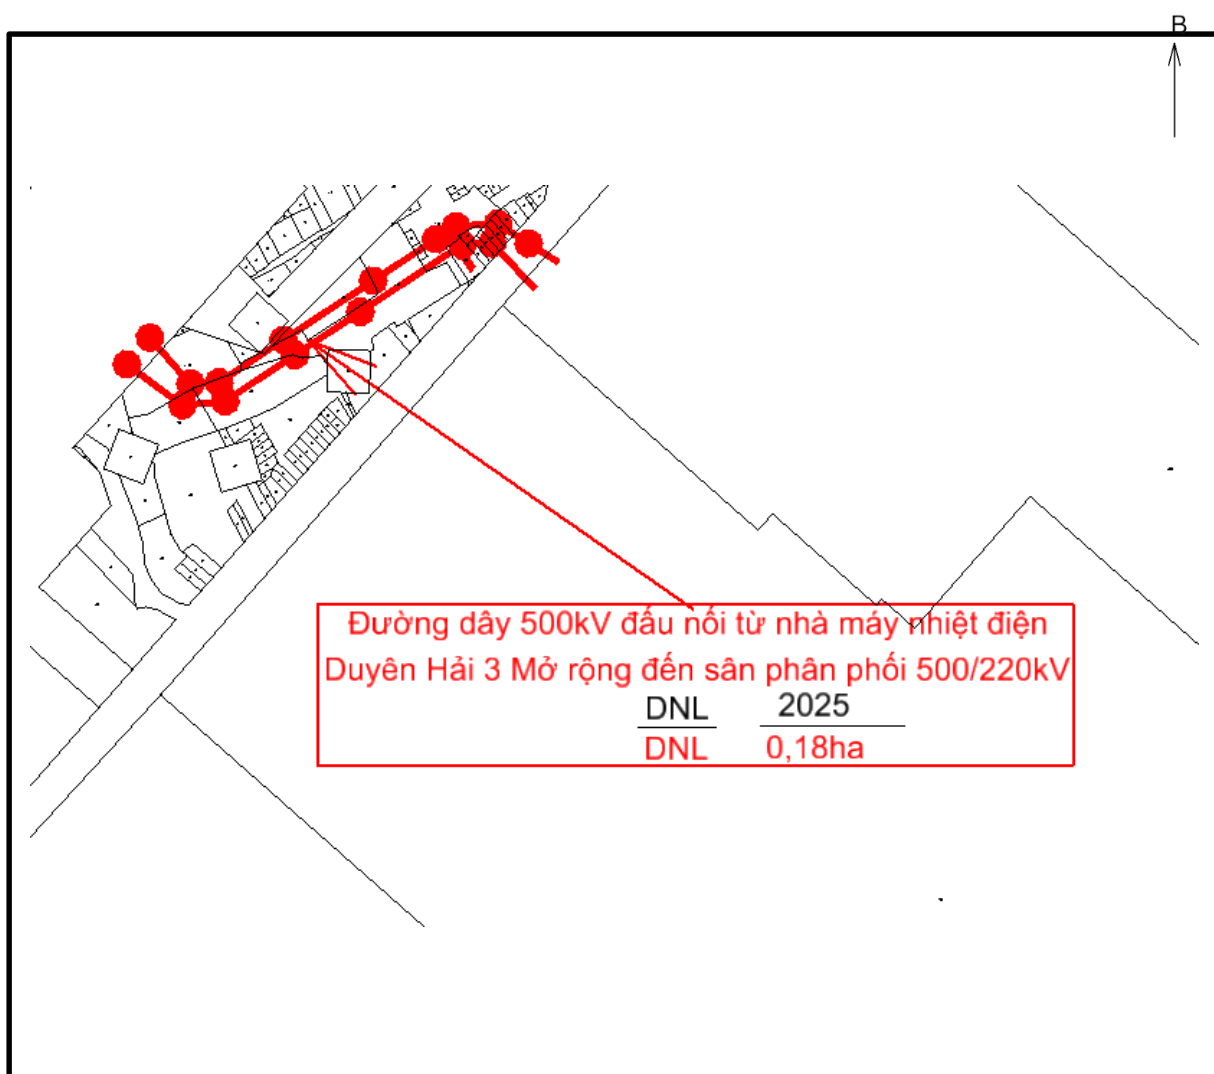 B
Đường dây 500kV đấu nối từ nhà máy nhiệt điện
Duyên Hải 3 Mở rộng đến sân phân phối 500/220kV
DNL 2025
DNL 0,18ha